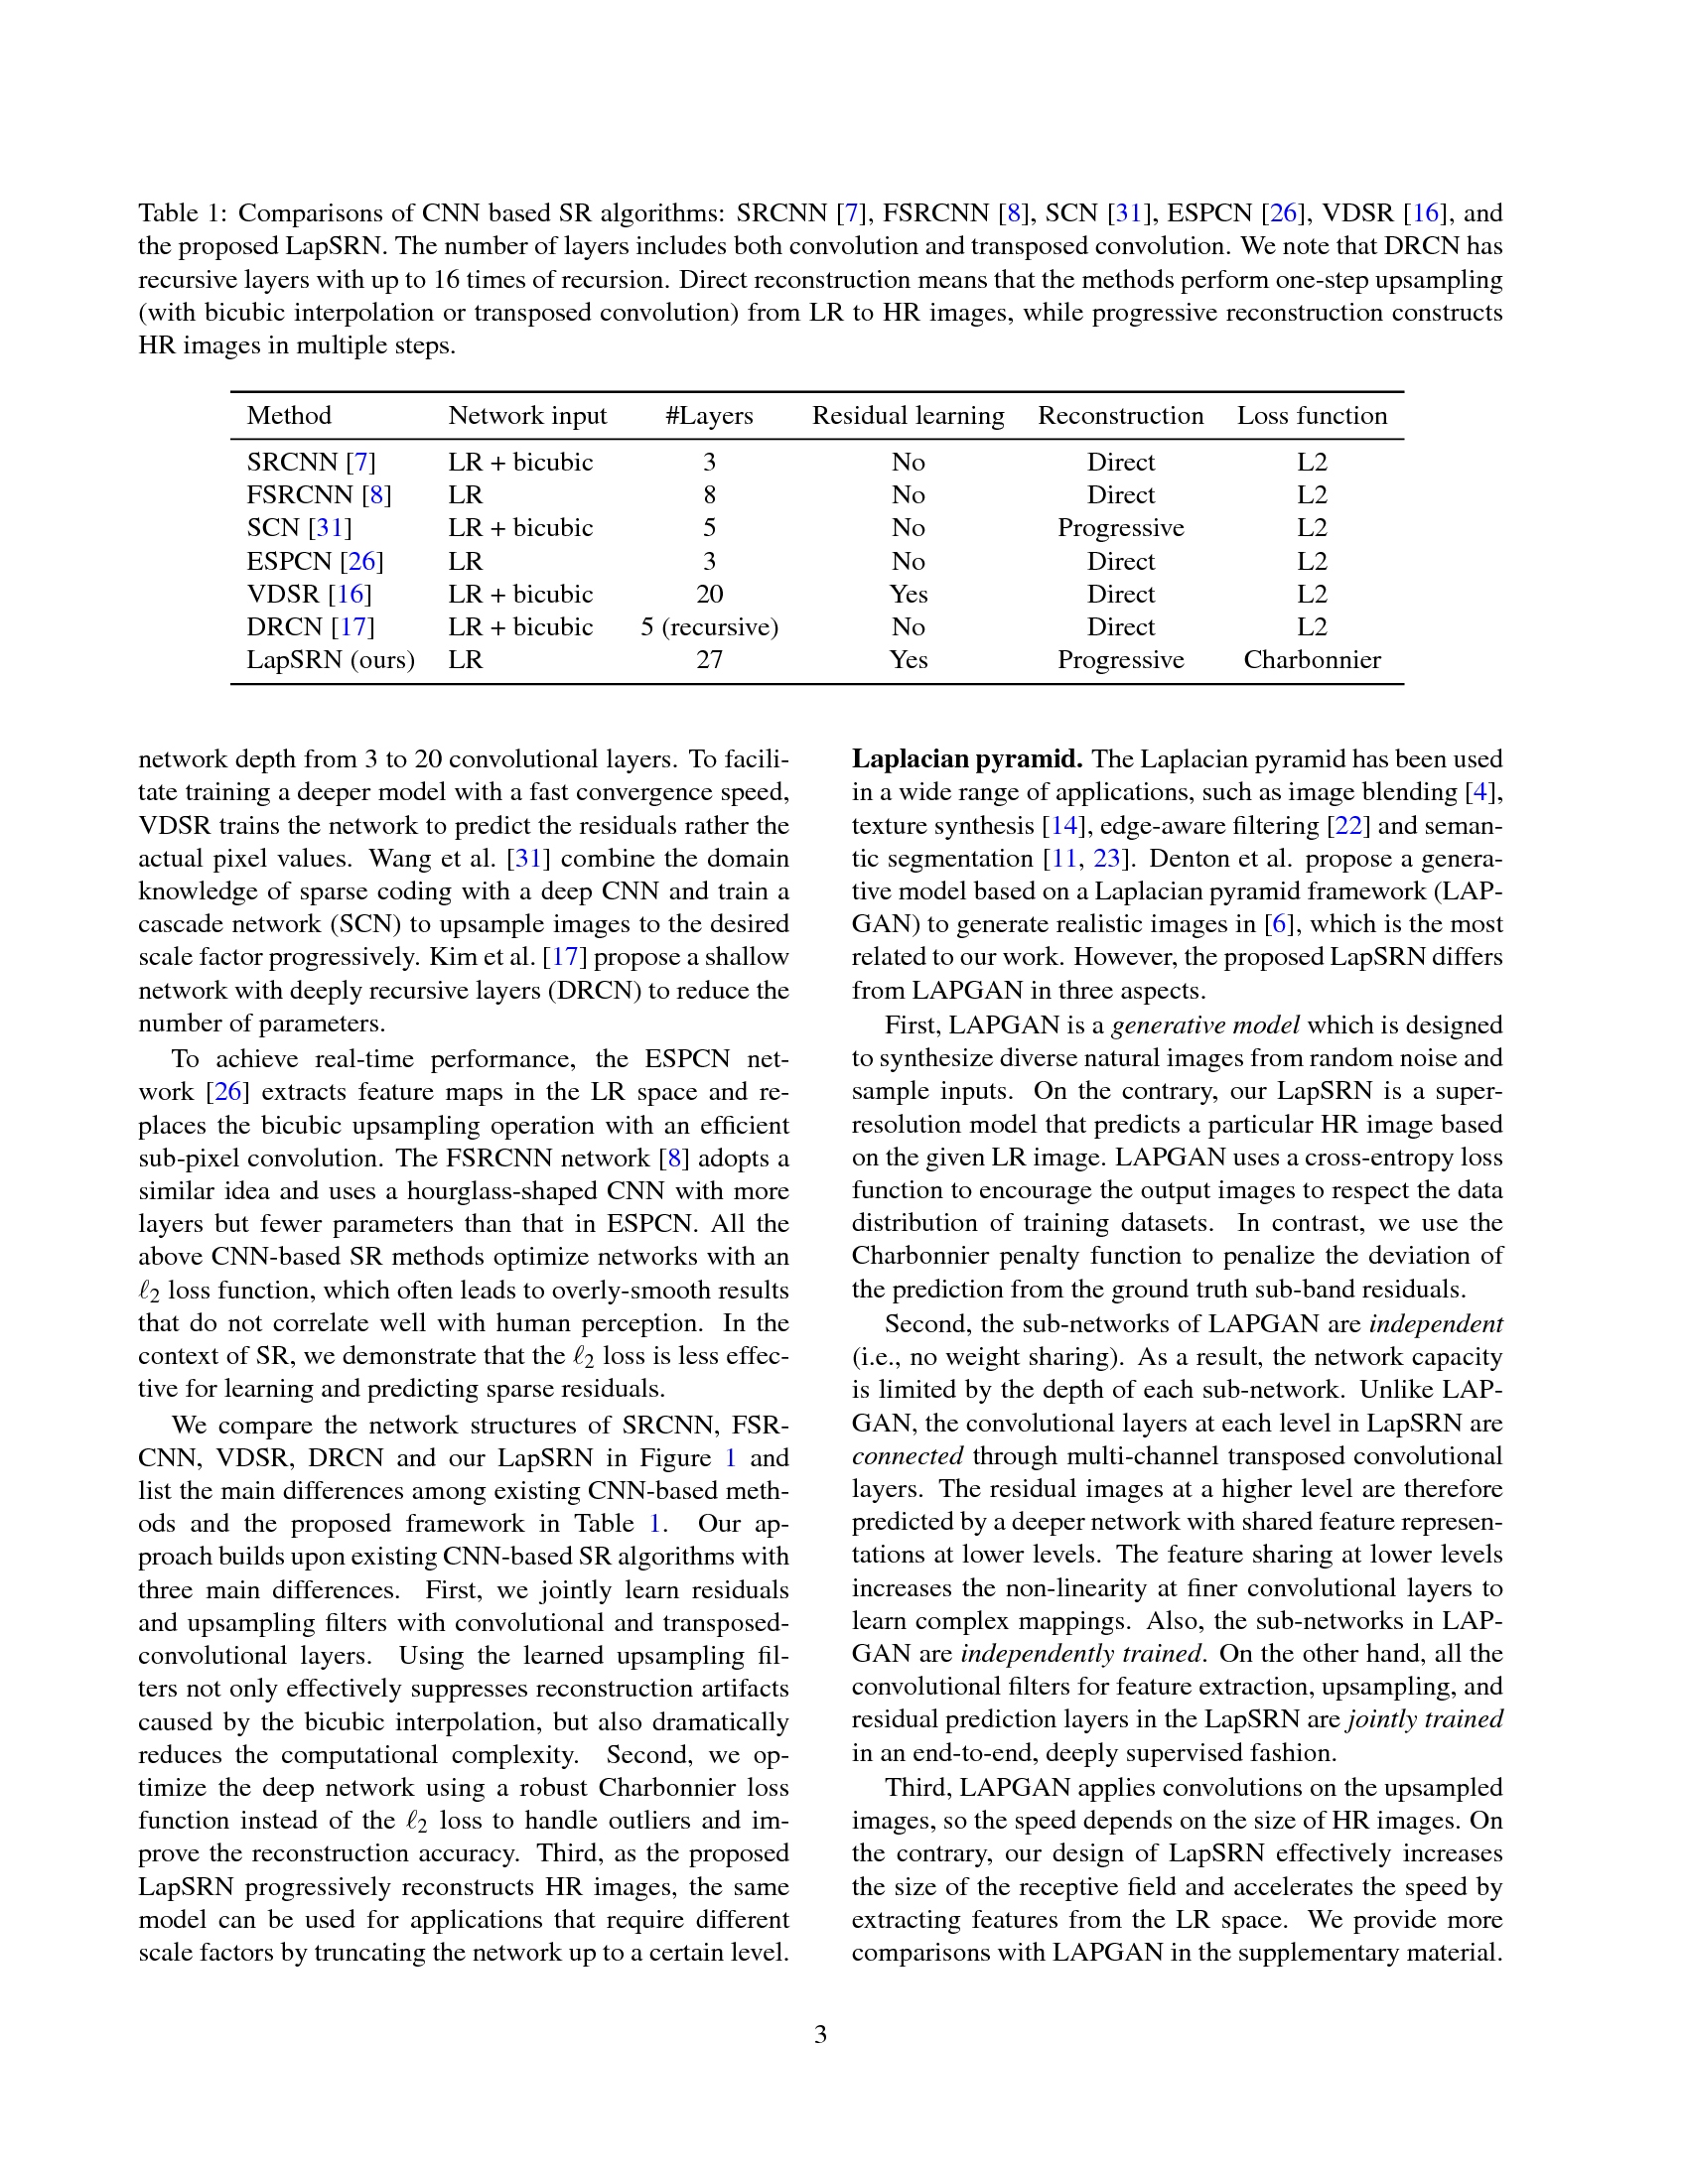 Table 1: Comparisons of CNN based SR algorithms: SRCNN [7], FSRCNN [8], SCN [31], ESPCN [26], VDSR [16], and
the proposed LapSRN. The number of layers includes both convolution and transposed convolution. We note that DRCN has
recursive layers with up to 16 times of recursion. Direct reconstruction means that the methods perform one-step upsampling
(with bicubic interpolation or transposed convolution) from LR to HR images, while progressive reconstruction constructs
HR images in multiple steps.
Method Network input #Layers Residual learning Reconstruction Loss function
SRCNN [7] LR + bicubic 3 No Direct L2
FSRCNN [8] LR 8 No Direct L2
SCN [31] LR + bicubic 5 No Progressive L2
ESPCN [26] LR 3 No Direct L2
VDSR [16] LR + bicubic 20 Yes Direct L2
DRCN [17] LR + bicubic 5 (recursive) No Direct L2
LapSRN (ours) LR 27 Yes Progressive Charbonnier
network depth from 3 to 20 convolutional layers. To facili-
tate training a deeper model with a fast convergence speed,
VDSR trains the network to predict the residuals rather the
actual pixel values. Wang et al. [31] combine the domain
knowledge of sparse coding with a deep CNN and train a
cascade network (SCN) to upsample images to the desired
scale factor progressively. Kim et al. [17] propose a shallow
network with deeply recursive layers (DRCN) to reduce the
number of parameters.
To achieve real-time performance, the ESPCN net-
work [26] extracts feature maps in the LR space and re-
places the bicubic upsampling operation with an efficient
sub-pixel convolution. The FSRCNN network [8] adopts a
similar idea and uses a hourglass-shaped CNN with more
layers but fewer parameters than that in ESPCN. All the
above CNN-based SR methods optimize networks with an
ℓ2 loss function, which often leads to overly-smooth results
that do not correlate well with human perception. In the
context of SR, we demonstrate that the ℓ2 loss is less effec-
tive for learning and predicting sparse residuals.
We compare the network structures of SRCNN, FSR-
CNN, VDSR, DRCN and our LapSRN in Figure 1 and
list the main differences among existing CNN-based meth-
ods and the proposed framework in Table 1. Our ap-
proach builds upon existing CNN-based SR algorithms with
three main differences. First, we jointly learn residuals
and upsampling filters with convolutional and transposed-
convolutional layers. Using the learned upsampling fil-
ters not only effectively suppresses reconstruction artifacts
caused by the bicubic interpolation, but also dramatically
reduces the computational complexity. Second, we op-
timize the deep network using a robust Charbonnier loss
function instead of the ℓ2 loss to handle outliers and im-
prove the reconstruction accuracy. Third, as the proposed
LapSRN progressively reconstructs HR images, the same
model can be used for applications that require different
scale factors by truncating the network up to a certain level.
Laplacian pyramid. The Laplacian pyramid has been used
in a wide range of applications, such as image blending [4],
texture synthesis [14], edge-aware filtering [22] and seman-
tic segmentation [11, 23]. Denton et al. propose a genera-
tive model based on a Laplacian pyramid framework (LAP-
GAN) to generate realistic images in [6], which is the most
related to our work. However, the proposed LapSRN differs
from LAPGAN in three aspects.
First, LAPGAN is a generative model which is designed
to synthesize diverse natural images from random noise and
sample inputs. On the contrary, our LapSRN is a super-
resolution model that predicts a particular HR image based
on the given LR image. LAPGAN uses a cross-entropy loss
function to encourage the output images to respect the data
distribution of training datasets. In contrast, we use the
Charbonnier penalty function to penalize the deviation of
the prediction from the ground truth sub-band residuals.
Second, the sub-networks of LAPGAN are independent
(i.e., no weight sharing). As a result, the network capacity
is limited by the depth of each sub-network. Unlike LAP-
GAN, the convolutional layers at each level in LapSRN are
connected through multi-channel transposed convolutional
layers. The residual images at a higher level are therefore
predicted by a deeper network with shared feature represen-
tations at lower levels. The feature sharing at lower levels
increases the non-linearity at finer convolutional layers to
learn complex mappings. Also, the sub-networks in LAP-
GAN are independently trained. On the other hand, all the
convolutional filters for feature extraction, upsampling, and
residual prediction layers in the LapSRN are jointly trained
in an end-to-end, deeply supervised fashion.
Third, LAPGAN applies convolutions on the upsampled
images, so the speed depends on the size of HR images. On
the contrary, our design of LapSRN effectively increases
the size of the receptive field and accelerates the speed by
extracting features from the LR space. We provide more
comparisons with LAPGAN in the supplementary material.
3